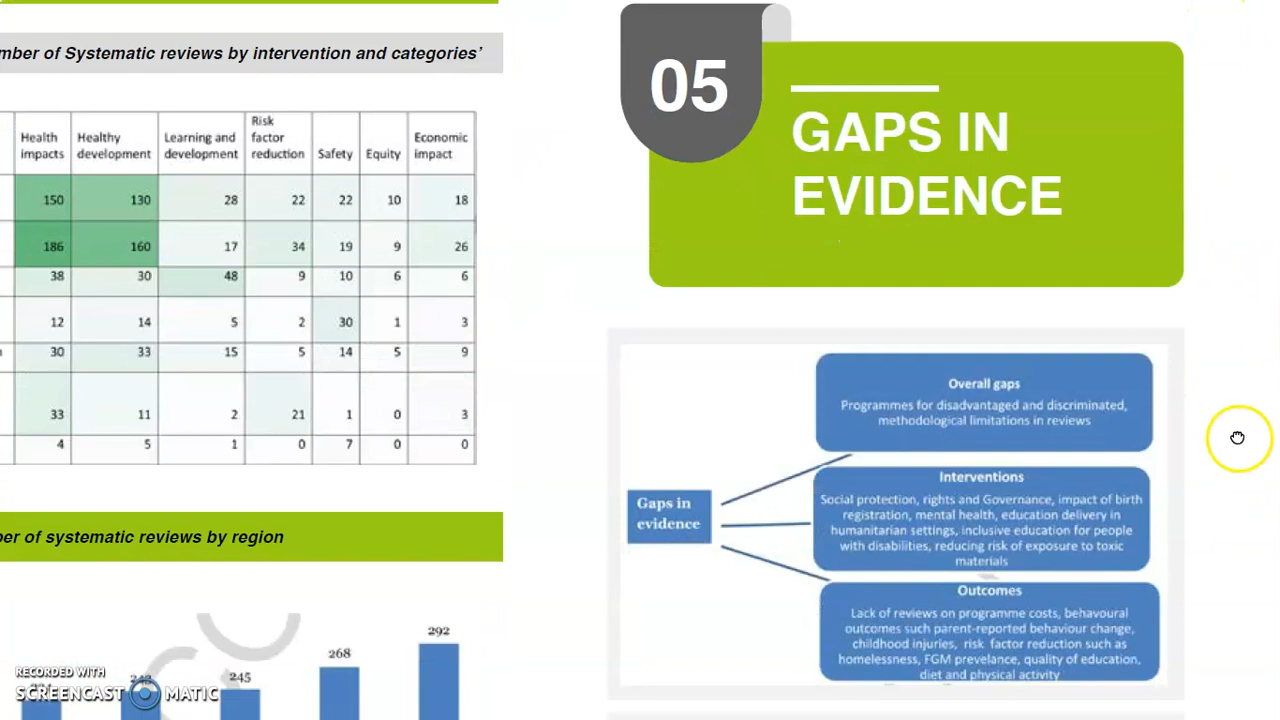 mber of Systematic reviews by intervention and categories’
Health impacts Healthy development Learning and development Risk factor reduction Safety Equity Economic impact
150 130 28 22 22 10 18
186 160 17 34 19 9 26
38 30 48 9 10 6 6
12 14 5 2 30 1 3
30 33 15 5 14 5 9
33 11 2 21 1 0 3
4 5 1 0 7 0 0
ber of systematic reviews by region
245 268 292
RECORDED WITH
SCREENCAST MATIC
05
GAPS IN
EVIDENCE
Gaps in
evidence
Overall gaps
Programmes for disadvantaged and discriminated,
methodological limitations in reviews
Interventions
Social protection, rights and Governance, impact of birth
registration, mental health, education delivery in
humanitarian settings, inclusive education for people
with disabilities, reducing risk of exposure to toxic
materials
Outcomes
Lack of reviews on programme costs, behavoural
outcomes such parent-reported behaviour change,
childhood injuries, risk factor reduction such as
homelessness, FGM prevelance, quality of education,
diet and physical activity